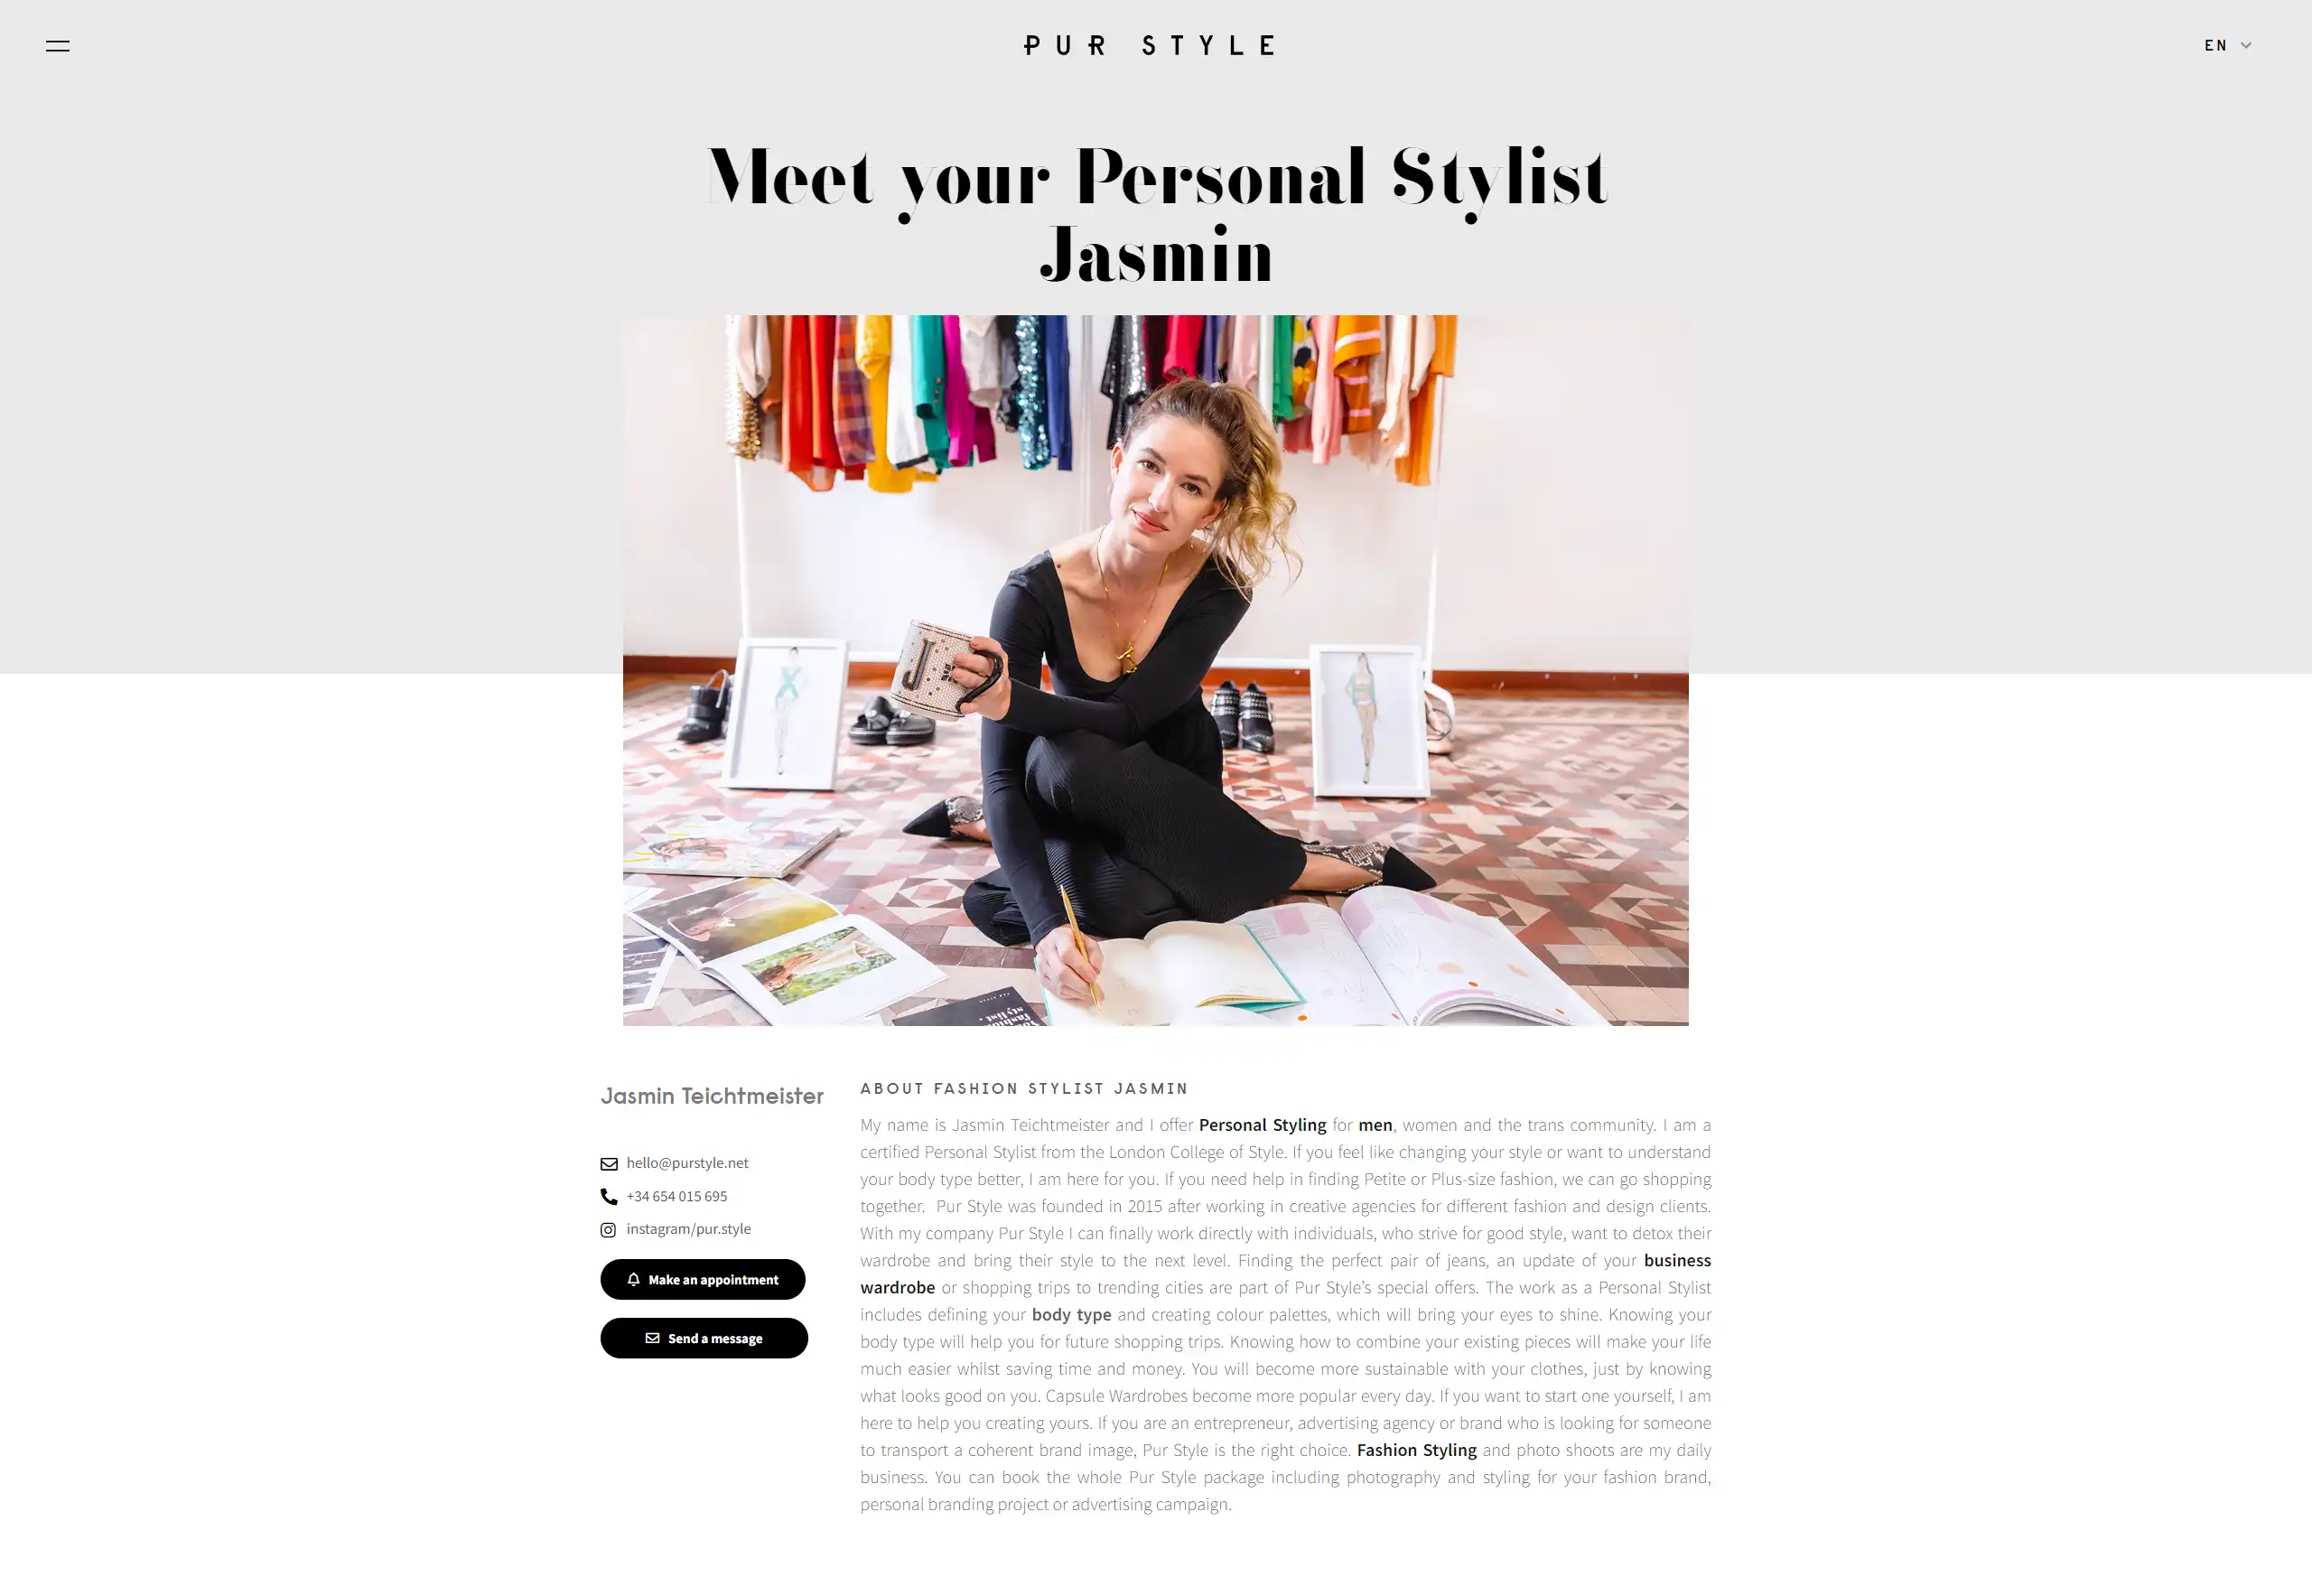 PUR STYLE
EN
Meet your Personal Stylist
Jasmin
J
Jasmin Teichtmeister
hello@purstyle.net
+34 654 015 695
instagram/pur.style
Make an appointment
Send a message
ABOUT FASHION STYLIST JASMIN
My name is Jasmin Teichtmeister and I offer Personal Styling for men, women and the trans community. I am a
certified Personal Stylist from the London College of Style. If you feel like changing your style or want to understand
your body type better, I am here for you. If you need help in finding Petite or Plus-size fashion, we can go shopping
together.  Pur Style was founded in 2015 after working in creative agencies for different fashion and design clients.
With my company Pur Style I can finally work directly with individuals, who strive for good style, want to detox their
wardrobe and bring their style to the next level. Finding the perfect pair of jeans, an update of your business
wardrobe or shopping trips to trending cities are part of Pur Style’s special offers. The work as a Personal Stylist
includes defining your body type and creating colour palettes, which will bring your eyes to shine. Knowing your
body type will help you for future shopping trips. Knowing how to combine your existing pieces will make your life
much easier whilst saving time and money. You will become more sustainable with your clothes, just by knowing
what looks good on you. Capsule Wardrobes become more popular every day. If you want to start one yourself, I am
here to help you creating yours. If you are an entrepreneur, advertising agency or brand who is looking for someone
to transport a coherent brand image, Pur Style is the right choice. Fashion Styling and photo shoots are my daily
business. You can book the whole Pur Style package including photography and styling for your fashion brand,
personal branding project or advertising campaign.